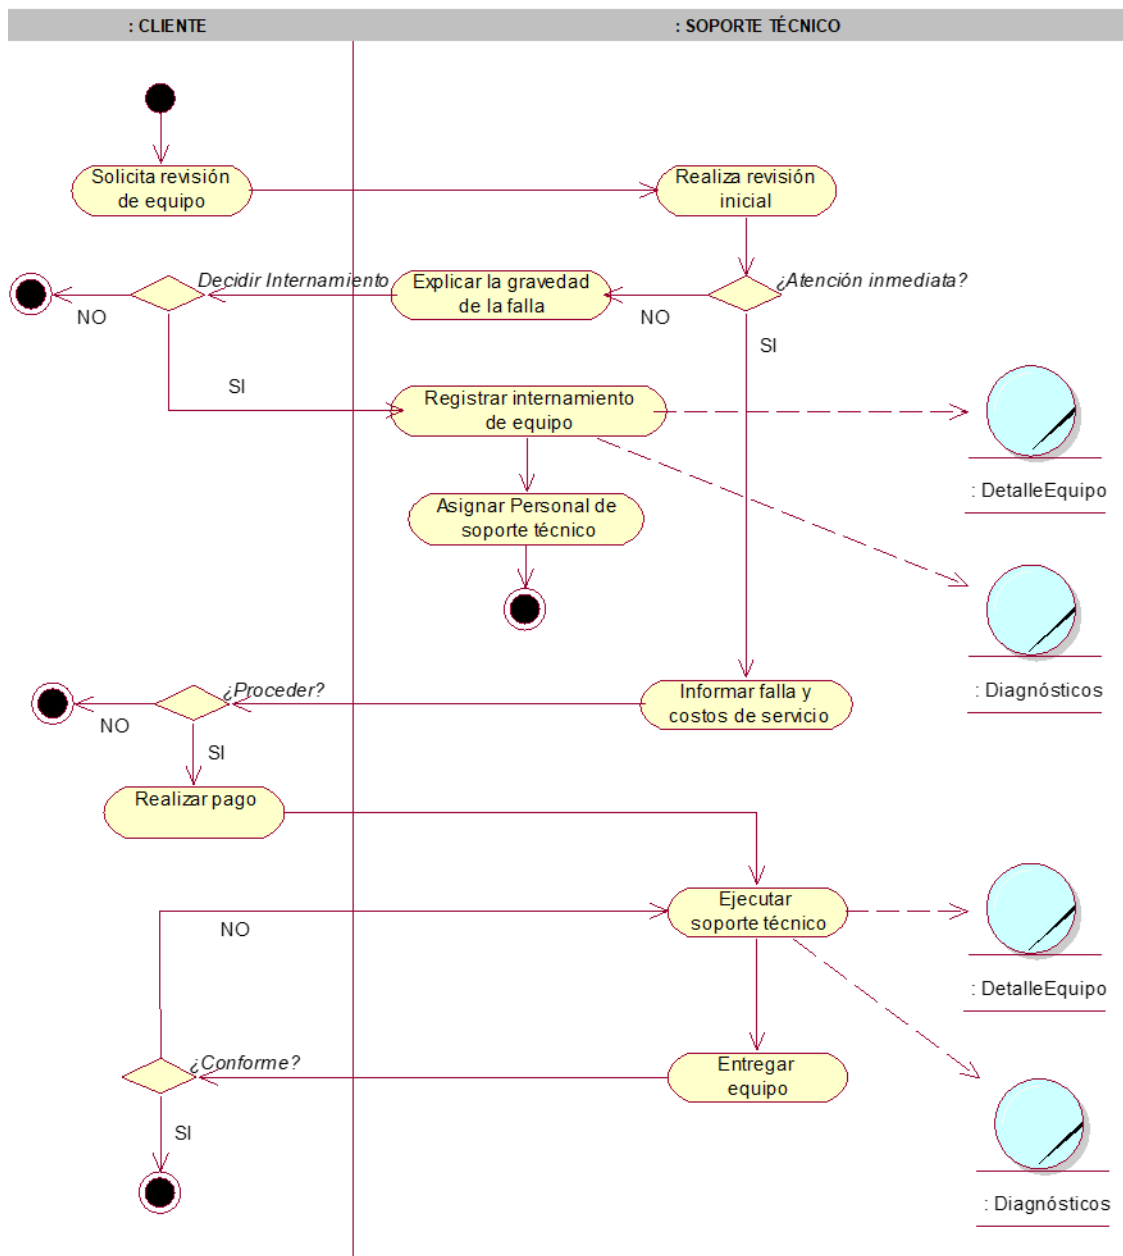 : CLIENTE
: SOPORTE TÉCNICO
Solicita revisión
de equipo
Realiza revisión
inicial
Decidir Internamiento
Explicar la gravedad
de la falla
¿Atención inmediata?
NO
NO
SI
SI
Registrar internamiento
de equipo
: DetalleEquipo
Asignar Personal de
soporte técnico
¿Proceder?
Informar falla y
costos de servicio
: Diagnósticos
NO
SI
Realizar pago
Ejecutar
soporte técnico
NO
: DetalleEquipo
¿Conforme?
Entregar
equipo
SI
: Diagnósticos